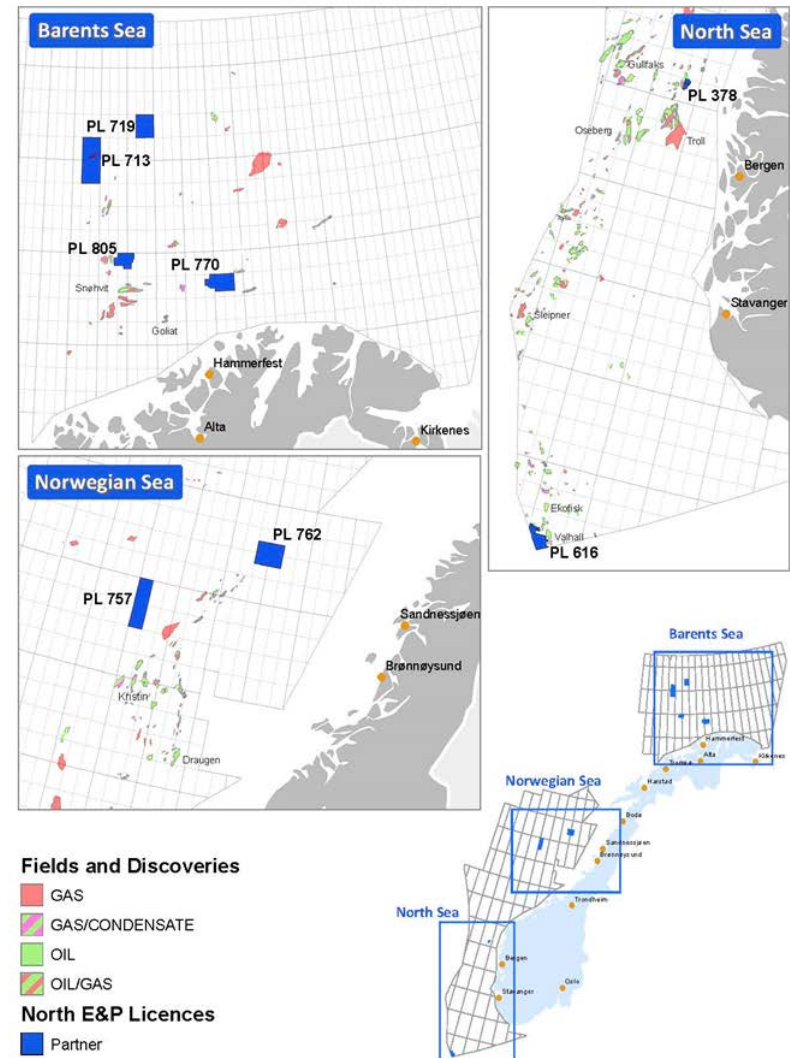 Barents Sea
PL 719
PL 713
PL 805
PL 770
Snøhvit
Goliat
Hammerfest
Alta
Kirkenes
North Sea
Gullfaks
PL 378
Oseberg
Troll
Bergen
Stavanger
Sleipner
Ekofisk
Valhall
PL 616
Norwegian Sea
PL 762
PL 757
Sandnessjøen
Brønnøysund
Kristin
Draugen
Barents Sea
Hammerfest
Alta
Kirkenes
Harstad
Norwegian Sea
Bodø
Sandnessjøen
Brønnøysund
Trondheim
North Sea
Bergen
Oslo
Stavanger
Fields and Discoveries
GAS
GAS/CONDENSATE
OIL
OIL/GAS
North E&P Licences
Partner